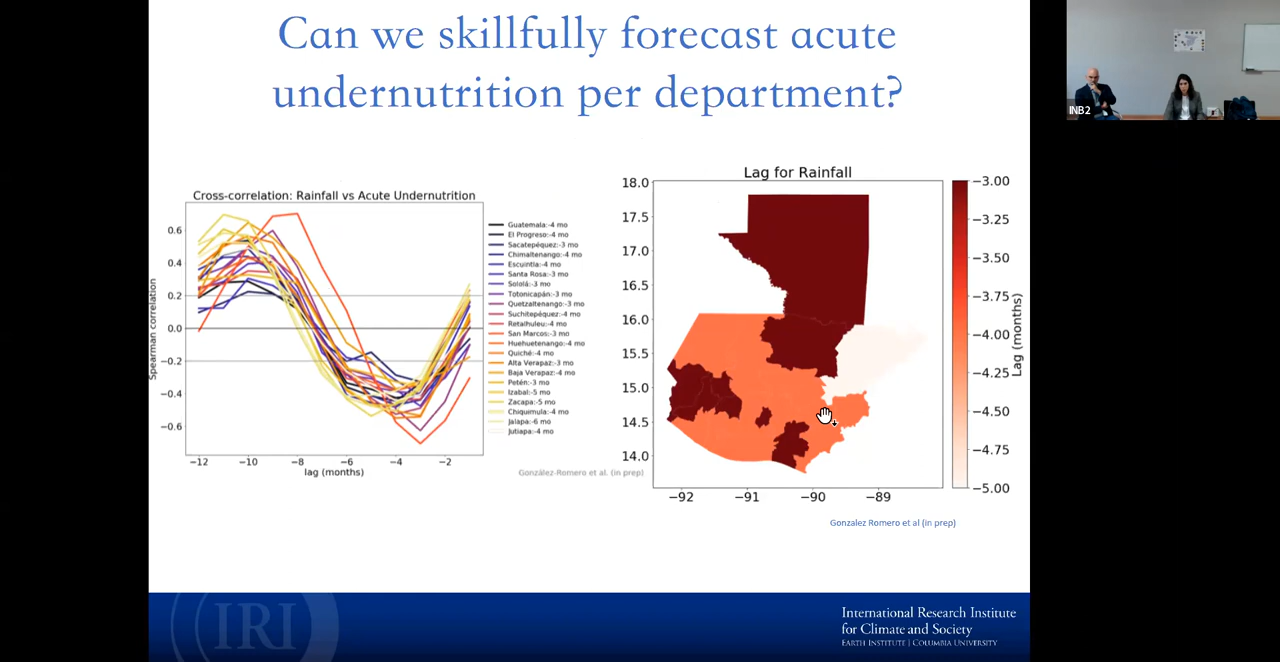 Can we skillfully forecast acute
undernutrition per department?
INB2
Cross-correlation: Rainfall vs Acute Undernutrition
Spearman correlation
0.6
0.4
0.2
0.0
−0.2
−0.4
−0.6
−12
−10
−8
−6
−4
−2
lag (months)
Guatemala:-4 mo
El Progreso:-4 mo
Sacatepéquez:-3 mo
Chimaltenango:-4 mo
Escuintla:-4 mo
Santa Rosa:-3 mo
Sololá:-3 mo
Totonicapán:-3 mo
Quetzaltenango:-3 mo
Suchitepéquez:-4 mo
Retalhuleu:-4 mo
San Marcos:-3 mo
Huehuetenango:-4 mo
Quiché:-4 mo
Alta Verapaz:-3 mo
Baja Verapaz:-4 mo
Petén:-3 mo
Izabal:-5 mo
Zacapa:-5 mo
Chiquimula:-4 mo
Jalapa:-6 mo
Jutiapa:-4 mo
González-Romero et al. (in prep)
Lag for Rainfall
18.0
17.5
17.0
16.5
16.0
15.5
15.0
14.5
14.0
−92
−91
−90
−89
−3.00
−3.25
−3.50
−3.75
−4.00
−4.25
−4.50
−4.75
−5.00
Lag (months)
Gonzalez Romero et al (in prep)
IRI
International Research Institute
for Climate and Society
EARTH INSTITUTE | COLUMBIA UNIVERSITY